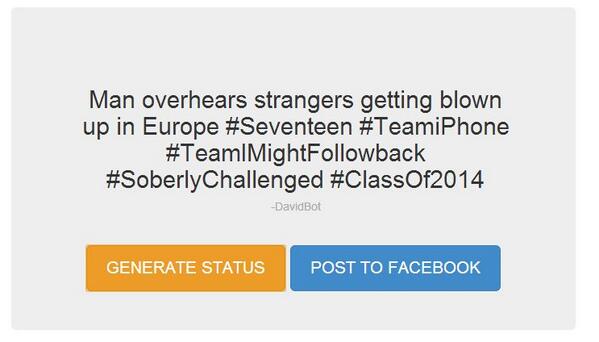 Man overhears strangers getting blown
up in Europe #Seventeen #TeamiPhone
#TeamIMightFollowback
#SoberlyChallenged #ClassOf2014
-DavidBot
GENERATE STATUS POST TO FACEBOOK